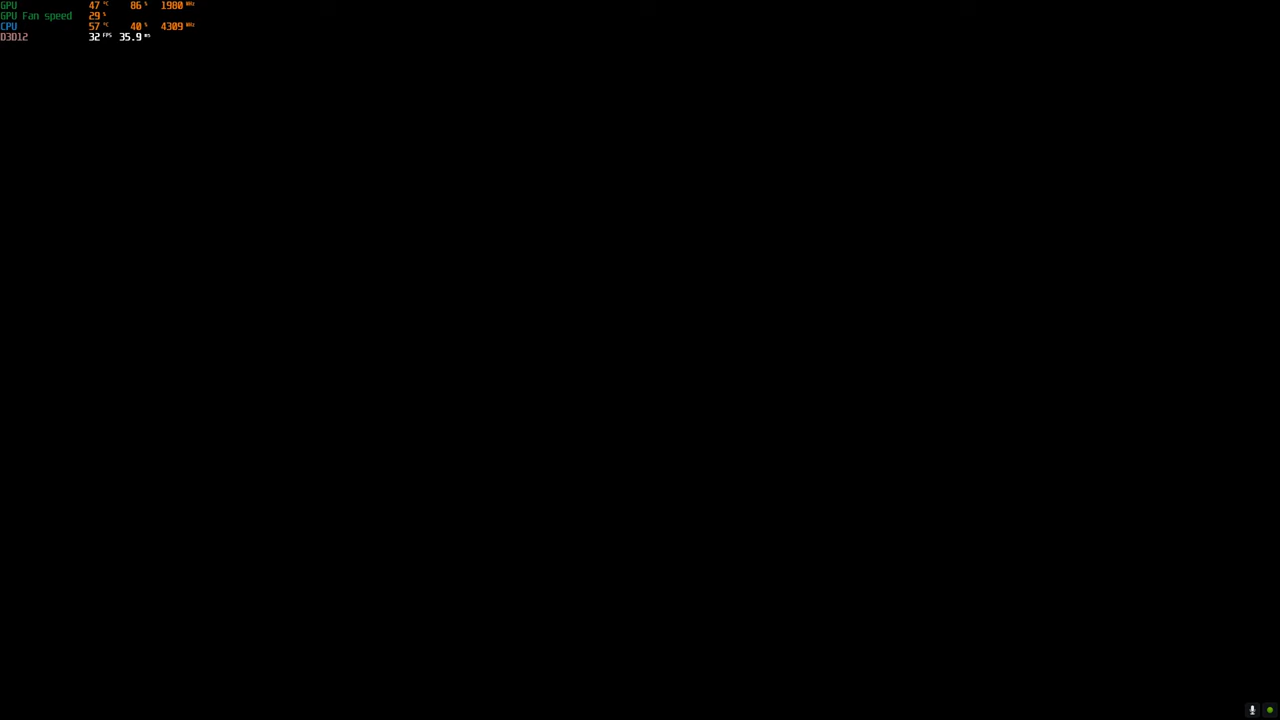 GPU 47 °C 86 % 1980 MHz
GPU Fan speed 29 %
CPU 57 °C 40 % 4309 MHz
D3D12 32 FPS 35.9 ms